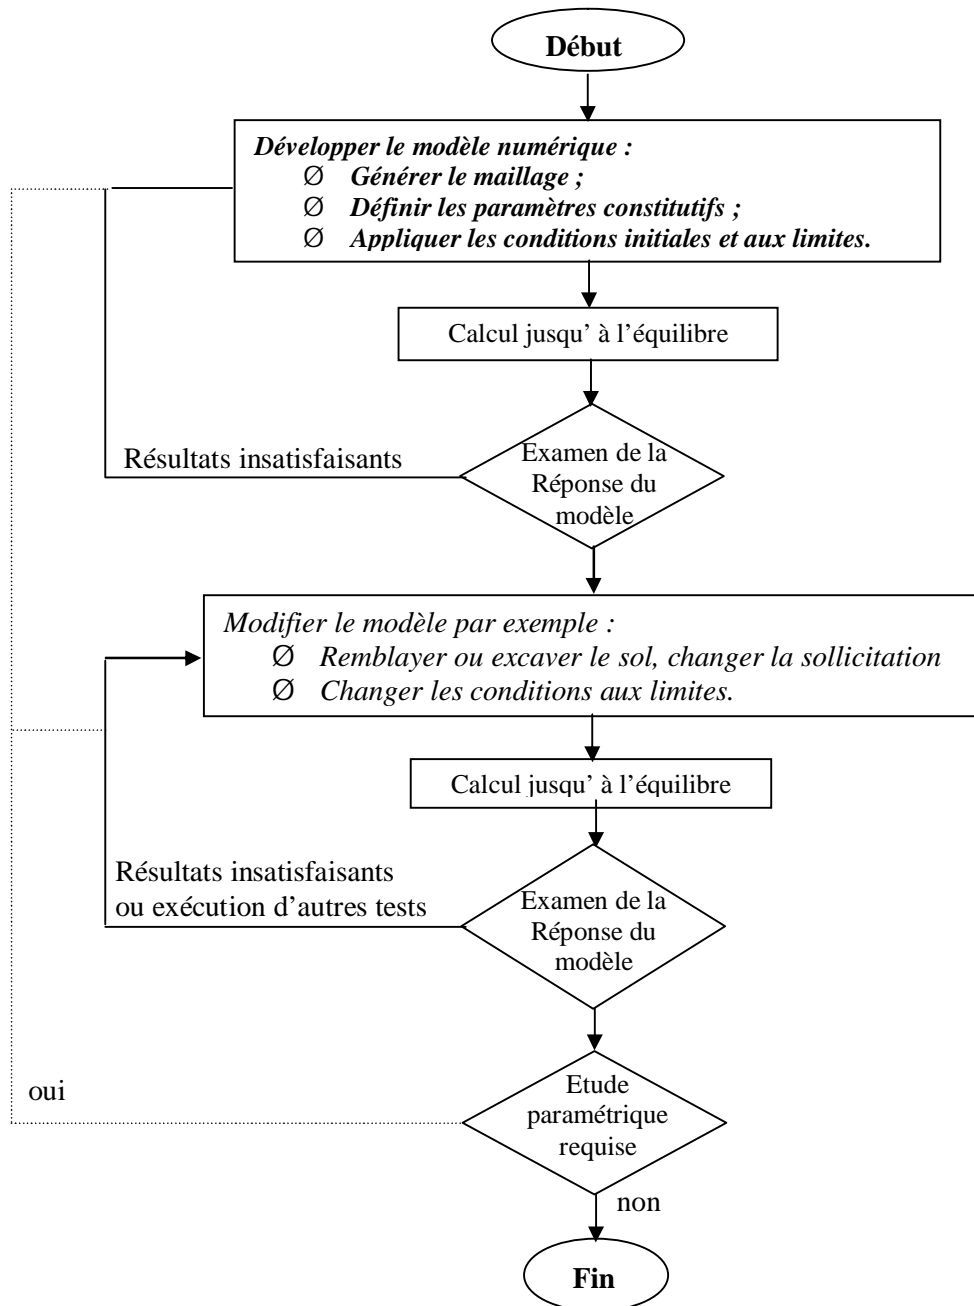 Début
Développer le modèle numérique :
Ø Générer le maillage ;
Ø Définir les paramètres constitutifs ;
Ø Appliquer les conditions initiales et aux limites.
Calcul jusqu’ à l’équilibre
Résultats insatisfaisants
Examen de la
Réponse du
modèle
Modifier le modèle par exemple :
Ø Remblayer ou excaver le sol, changer la sollicitation
Ø Changer les conditions aux limites.
Calcul jusqu’ à l’équilibre
Résultats insatisfaisants
ou exécution d’autres tests
Examen de la
Réponse du
modèle
oui
Etude
paramétrique
requise
non
Fin